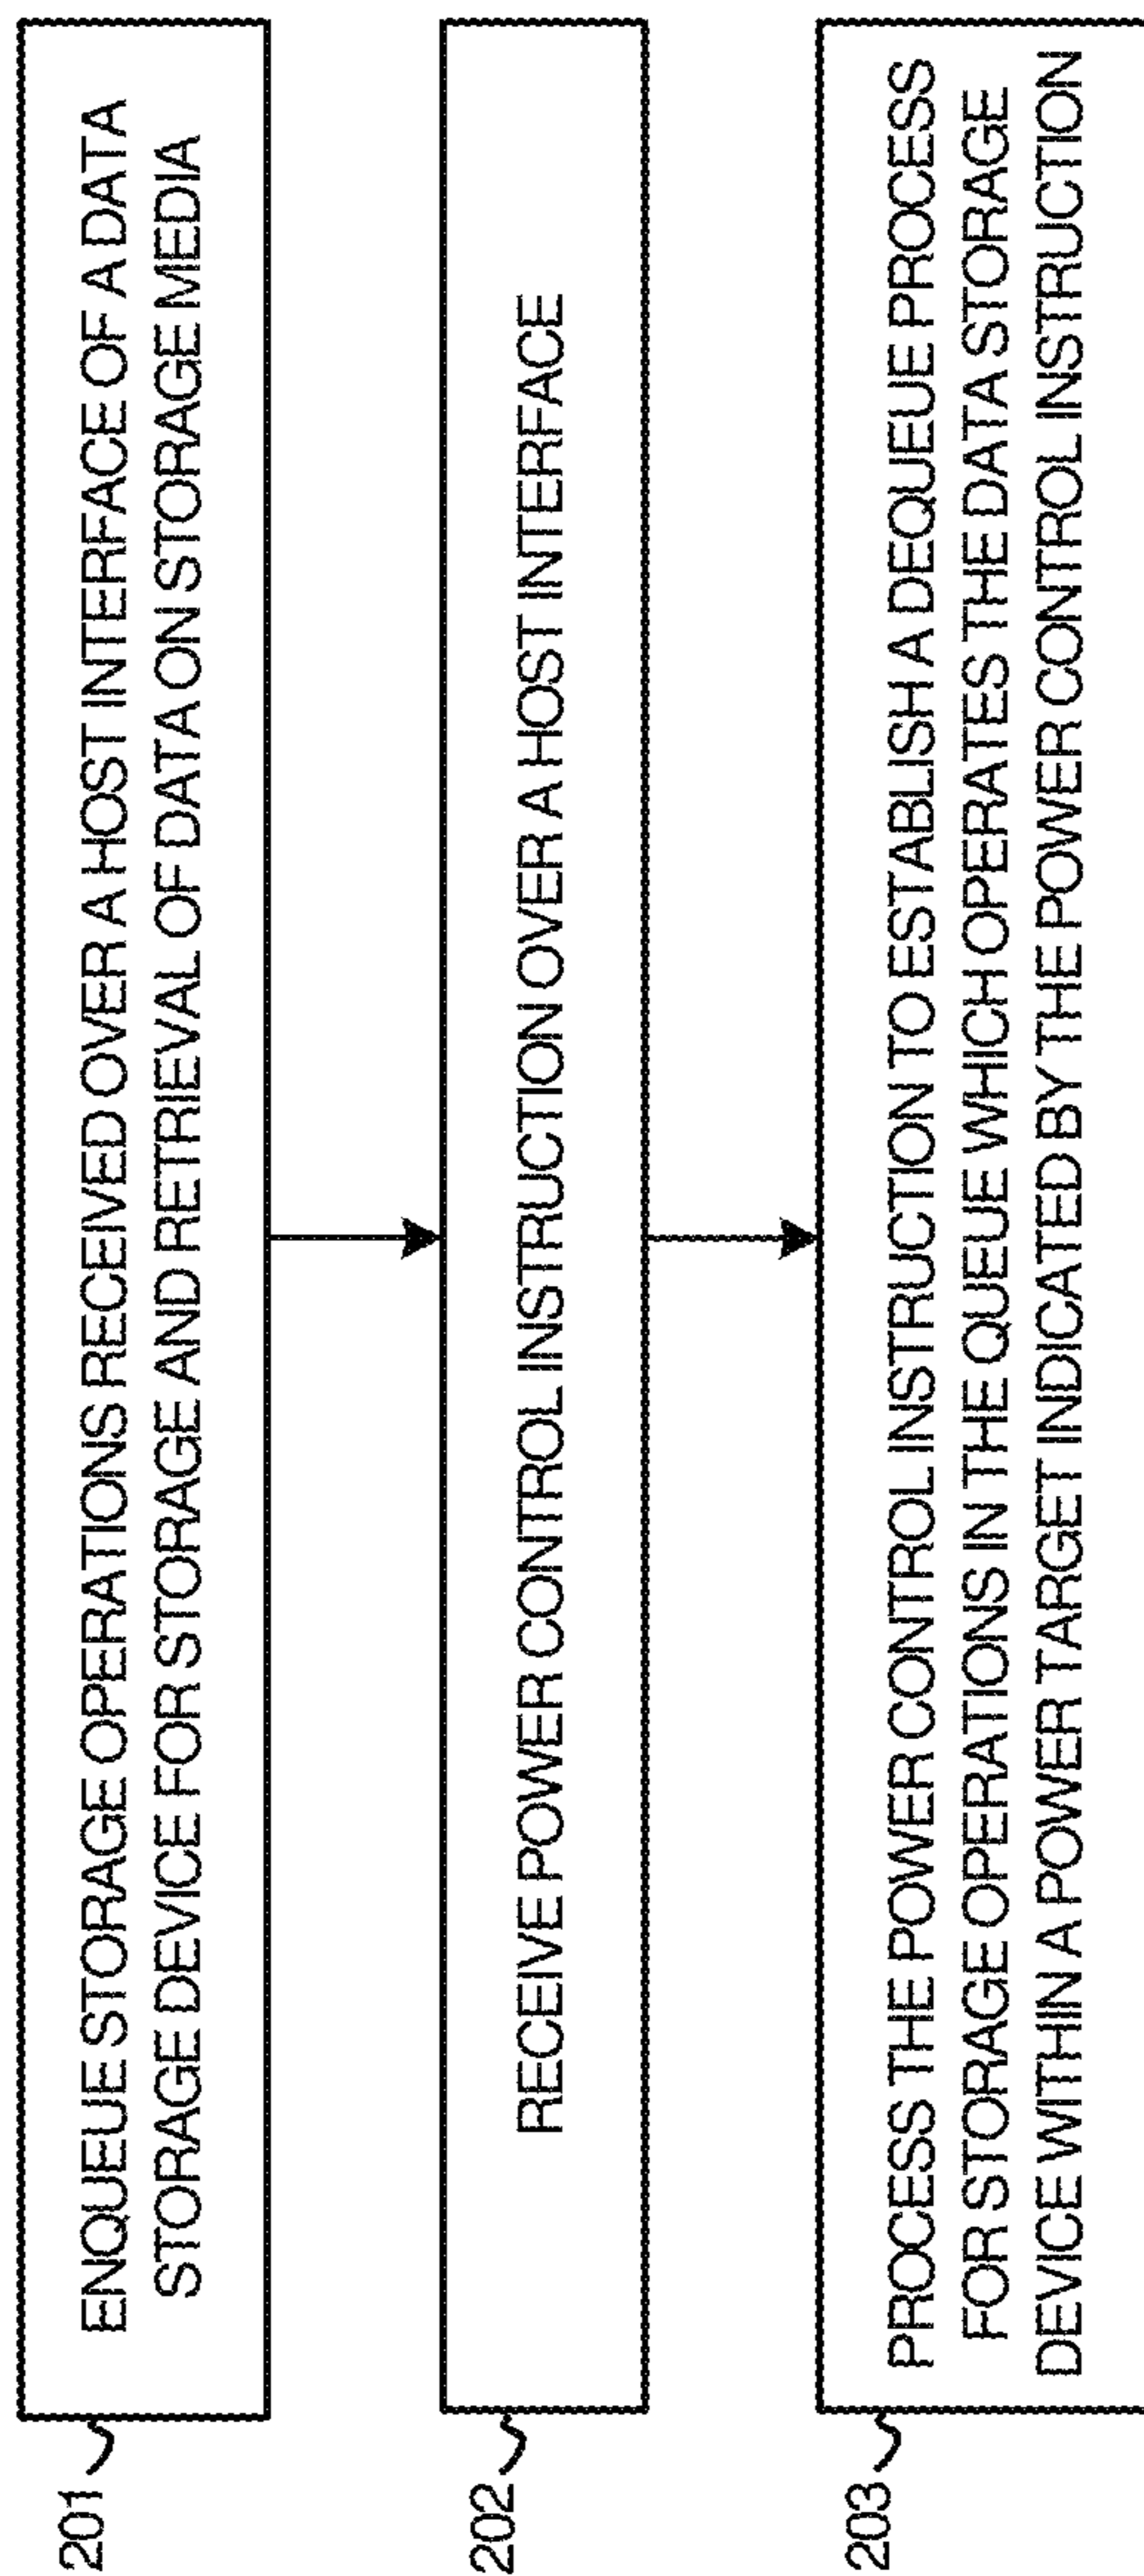 201
ENQUEUE STORAGE OPERATIONS RECEIVED OVER A HOST INTERFACE OF A DATA
STORAGE DEVICE FOR STORAGE AND RETRIEVAL OF DATA ON STORAGE MEDIA
202
RECEIVE POWER CONTROL INSTRUCTION OVER A HOST INTERFACE
203
PROCESS THE POWER CONTROL INSTRUCTION TO ESTABLISH A DEQUEUE PROCESS
FOR STORAGE OPERATIONS IN THE QUEUE WHICH OPERATES THE DATA STORAGE
DEVICE WITHIN A POWER TARGET INDICATED BY THE POWER CONTROL INSTRUCTION